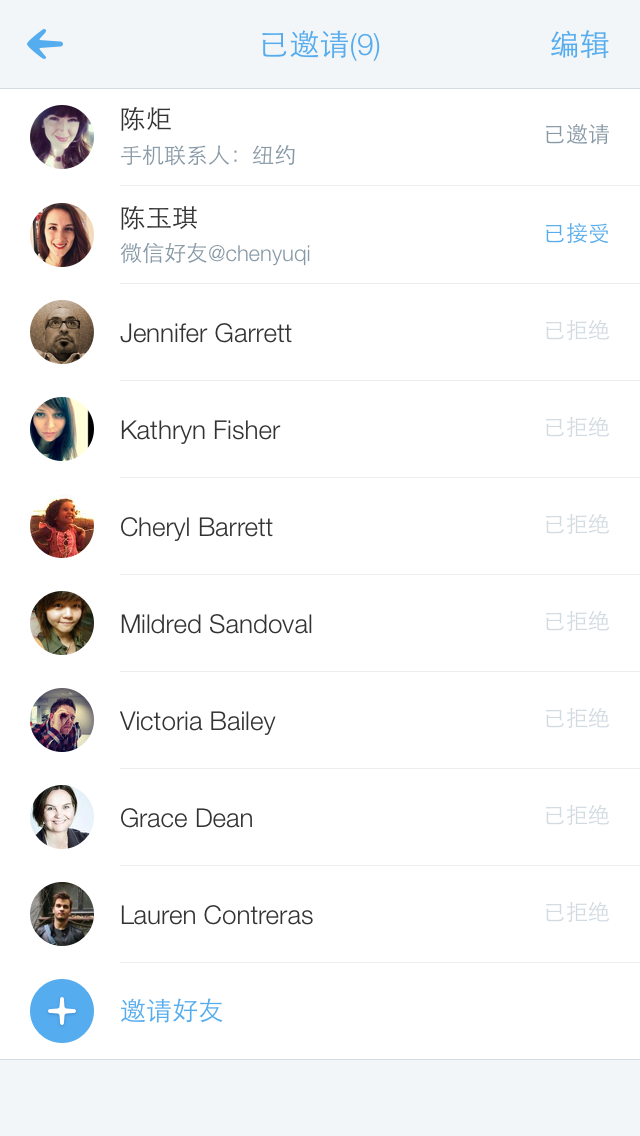 已邀请(9)
编辑
陈炬
手机联系人：纽约
已邀请
陈玉琪
微信好友@chenyuqi
已接受
Jennifer Garrett
已拒绝
Kathryn Fisher
已拒绝
Cheryl Barrett
已拒绝
Mildred Sandoval
已拒绝
Victoria Bailey
已拒绝
Grace Dean
已拒绝
Lauren Contreras
已拒绝
邀请好友